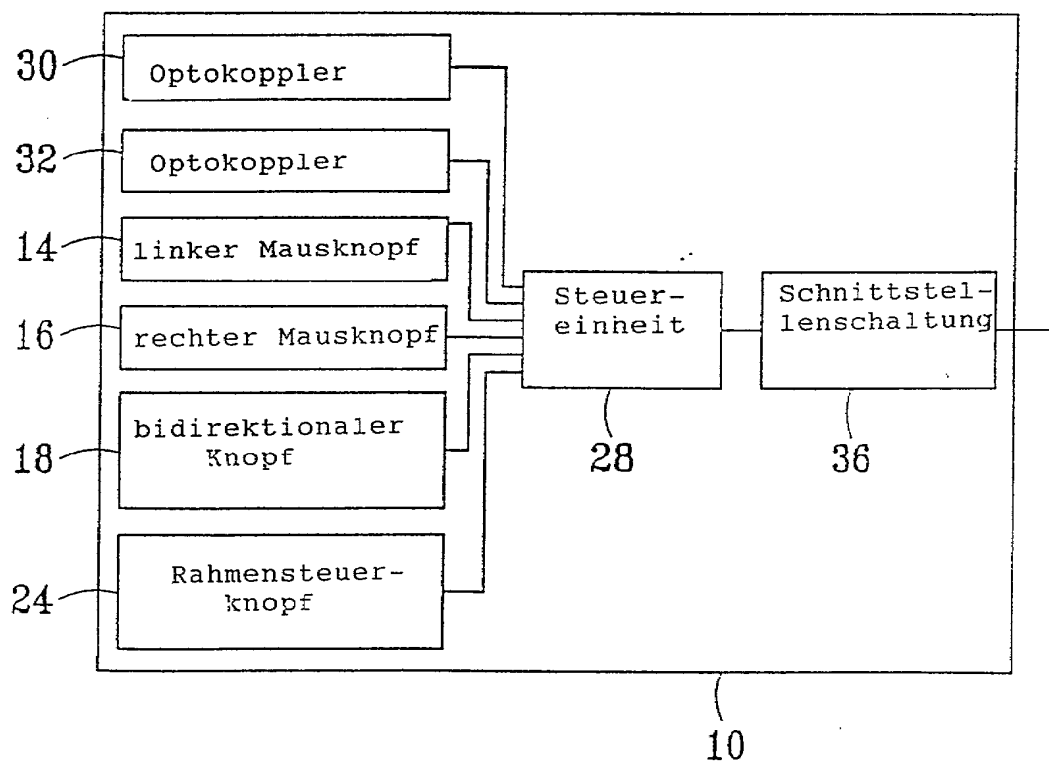 30
Optokoppler
32
Optokoppler
14
linker Mausknopf
16
rechter Mausknopf
18
bidirektionaler
Knopf
24
Rahmensteuer-
knopf
Steuer-
einheit
28
Schnittstel-
lenschaltung
36
10